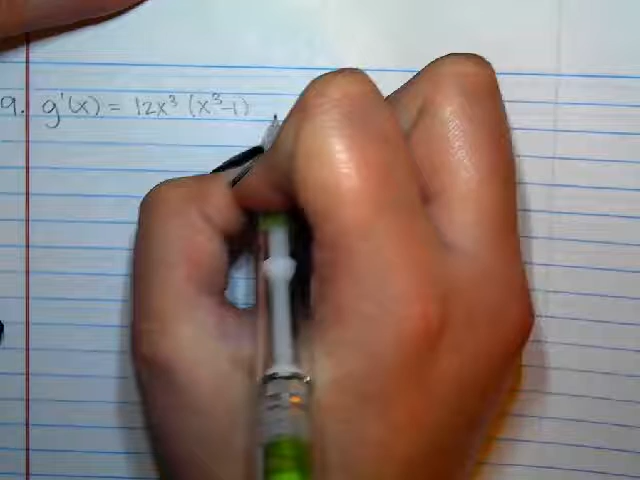 9. g'(x) = 12x³ (x³-1)